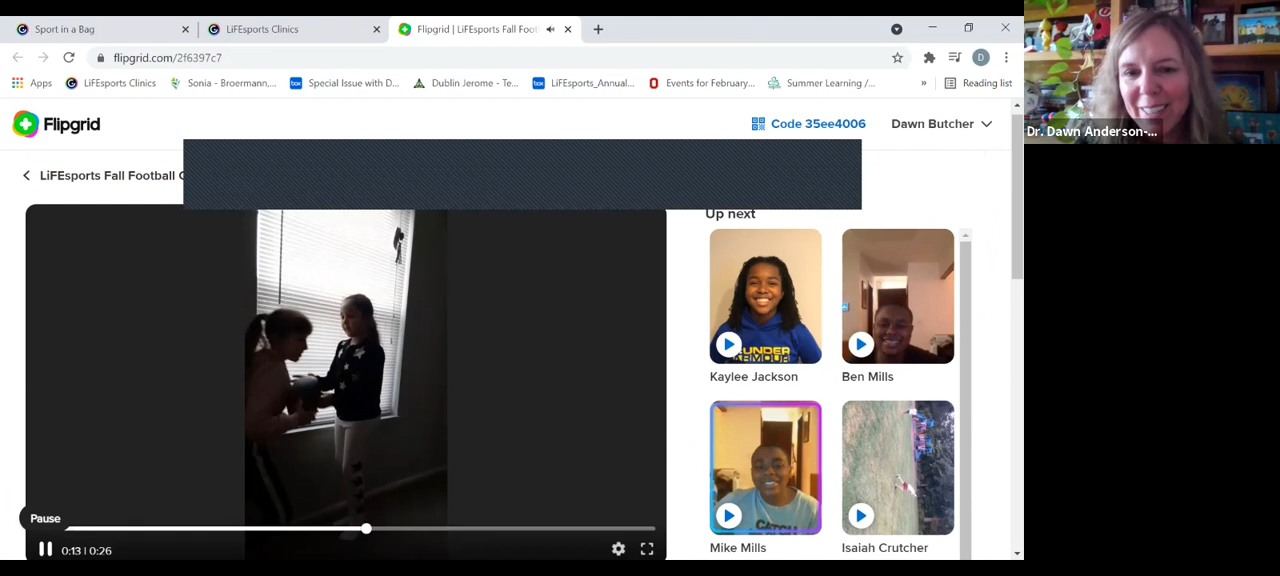 Sport in a Bag
LiFEsports Clinics
Flipgrid | LiFEsports Fall Foot
flipgrid.com/2f6397c7
D
Apps
LiFEsports Clinics
Sonia - Broermann,...
Special Issue with D...
Dublin Jerome - Te...
LiFEsports_Annual...
Events for February...
Summer Learning /...
»
Reading list
Flipgrid
Code 35ee4006
Dawn Butcher
LiFEsports Fall Football
Up next
UNDER
ARMOUR
Kaylee Jackson
Ben Mills
CATCH
Mike Mills
Isaiah Crutcher
Pause
0:13 | 0:26
Dr. Dawn Anderson-...